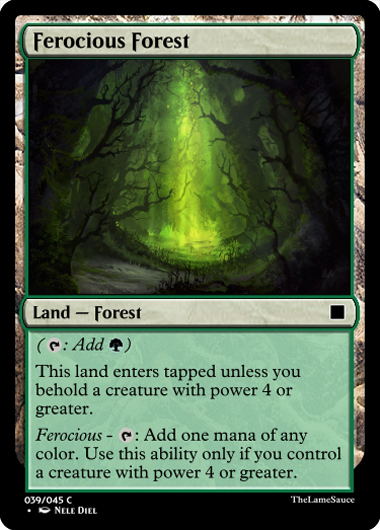 Ferocious Forest
Land — Forest
( : Add )
This land enters tapped unless you
behold a creature with power 4 or
greater.
Ferocious - : Add one mana of any
color. Use this ability only if you control
a creature with power 4 or greater.
039/045 C
TheLameSauce
• Nele Diel